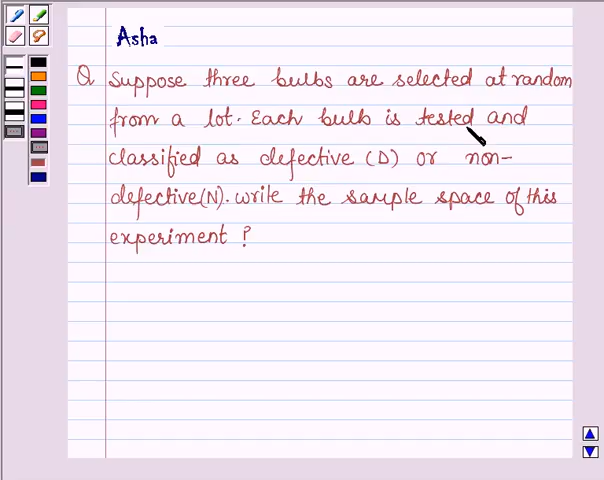 Asha
Q Suppose three bulbs are selected at random
from a lot. Each bulb is tested and
classified as defective (D) or non-
defective(N). write the sample space of this
experiment ?